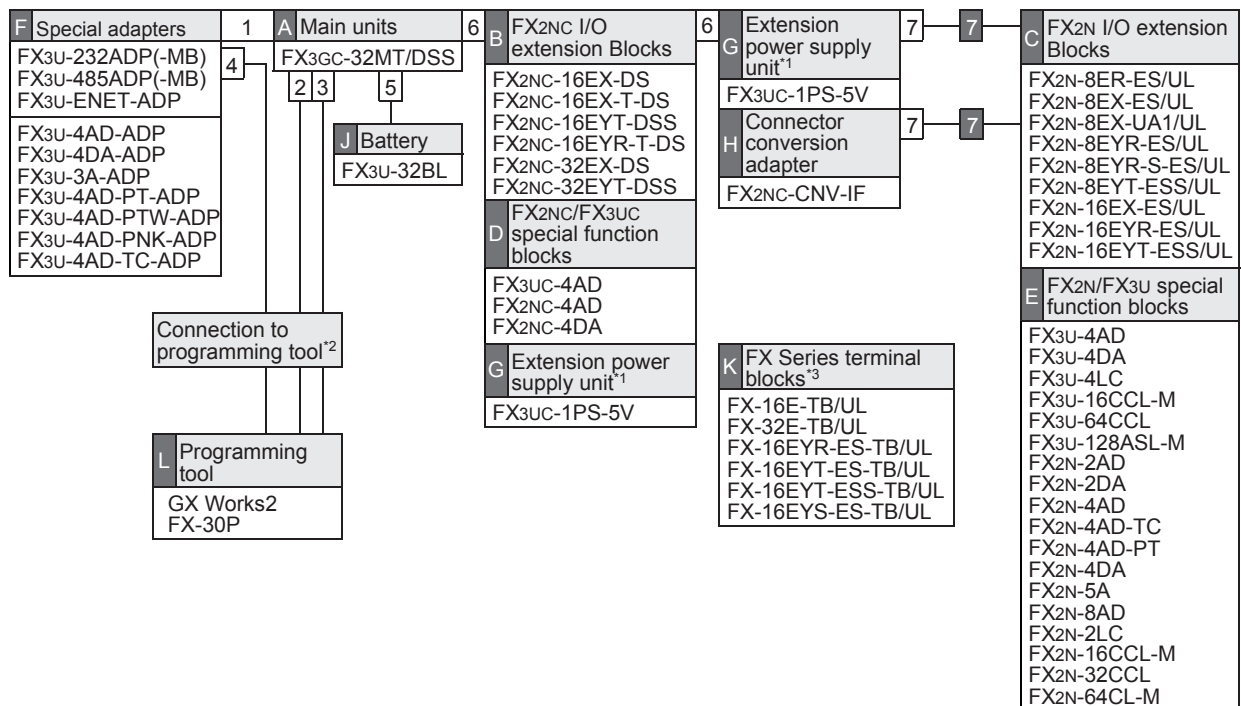 F Special adapters
FX3U-232ADP(-MB)
FX3U-485ADP(-MB)
FX3U-ENET-ADP
FX3U-4AD-ADP
FX3U-4DA-ADP
FX3U-3A-ADP
FX3U-4AD-PT-ADP
FX3U-4AD-PTW-ADP
FX3U-4AD-PNK-ADP
FX3U-4AD-TC-ADP
1
4
A Main units
FX3GC-32MT/DSS
2 3 5
J Battery
FX3U-32BL
Connection to
programming tool*2
L Programming
tool
GX Works2
FX-30P
6
B FX2NC I/O
extension Blocks
FX2NC-16EX-DS
FX2NC-16EX-T-DS
FX2NC-16EYT-DSS
FX2NC-16EYR-T-DS
FX2NC-32EX-DS
FX2NC-32EYT-DSS
D FX2NC/FX3UC
special function
blocks
FX3UC-4AD
FX2NC-4AD
FX2NC-4DA
G Extension power
supply unit*1
FX3UC-1PS-5V
6
G Extension
power supply
unit*1
FX3UC-1PS-5V
H Connector
conversion
adapter
FX2NC-CNV-IF
7 7
7 7
K FX Series terminal
blocks*3
FX-16E-TB/UL
FX-32E-TB/UL
FX-16EYR-ES-TB/UL
FX-16EYT-ES-TB/UL
FX-16EYT-ESS-TB/UL
FX-16EYS-ES-TB/UL
C FX2N I/O extension
Blocks
FX2N-8ER-ES/UL
FX2N-8EX-ES/UL
FX2N-8EX-UA1/UL
FX2N-8EYR-ES/UL
FX2N-8EYR-S-ES/UL
FX2N-8EYT-ESS/UL
FX2N-16EX-ES/UL
FX2N-16EYR-ES/UL
FX2N-16EYT-ESS/UL
E FX2N/FX3U special
function blocks
FX3U-4AD
FX3U-4DA
FX3U-4LC
FX3U-16CCL-M
FX3U-64CCL
FX3U-128ASL-M
FX2N-2AD
FX2N-2DA
FX2N-4AD
FX2N-4AD-TC
FX2N-4AD-PT
FX2N-4DA
FX2N-5A
FX2N-8AD
FX2N-2LC
FX2N-16CCL-M
FX2N-32CCL
FX2N-64CL-M